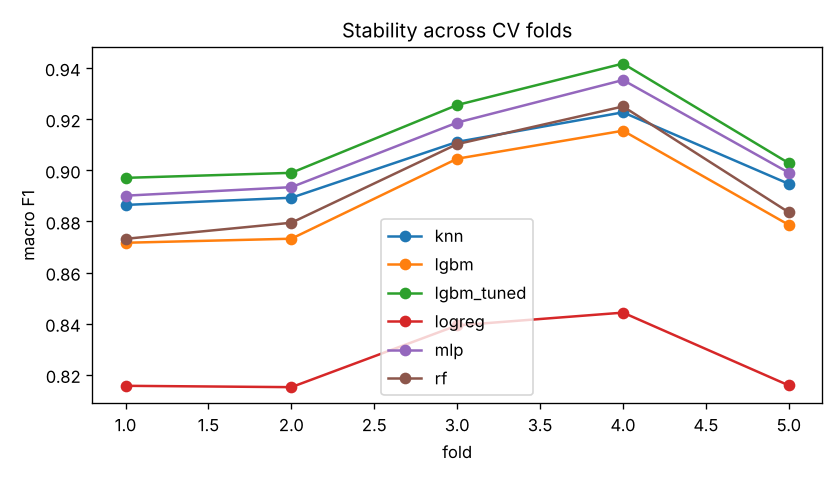 Stability across CV folds
macro F1
0.94
0.92
0.90
0.88
0.86
0.84
0.82
knn
lgbm
lgbm_tuned
logreg
mlp
rf
1.0 1.5 2.0 2.5 3.0 3.5 4.0 4.5 5.0
fold